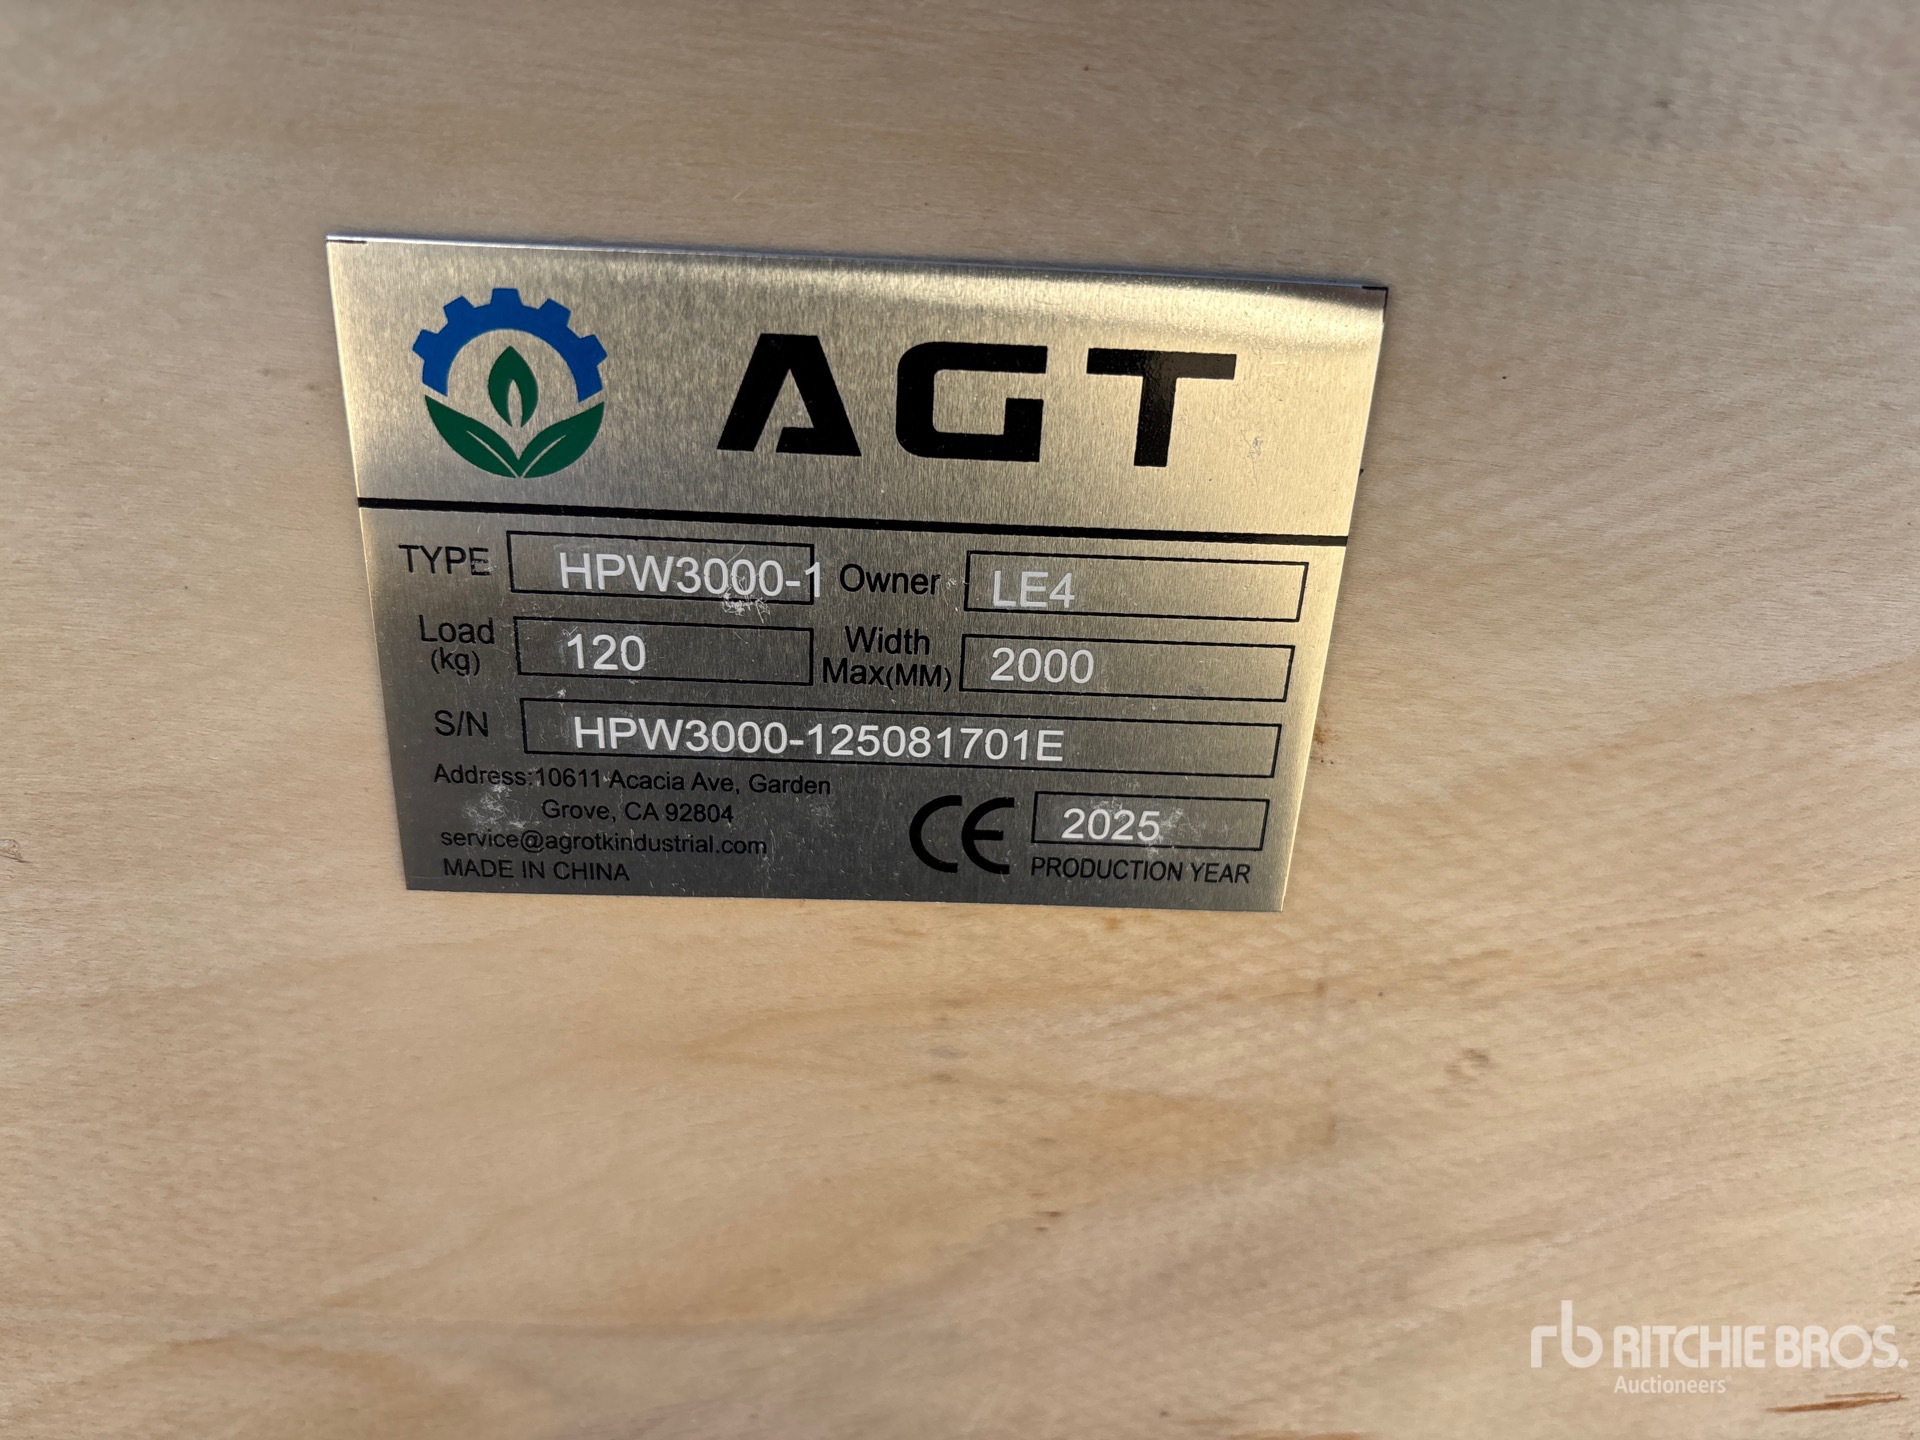 AGT
TYPE HPW3000-1 Owner LE4
Load (kg) 120 Width Max(MM) 2000
S/N HPW3000-125081701E
Address:10611 Acacia Ave, Garden
Grove, CA 92804
service@agrotkindustrial.com
MADE IN CHINA
CE 2025
PRODUCTION YEAR
rb RITCHIE BROS.
Auctioneers